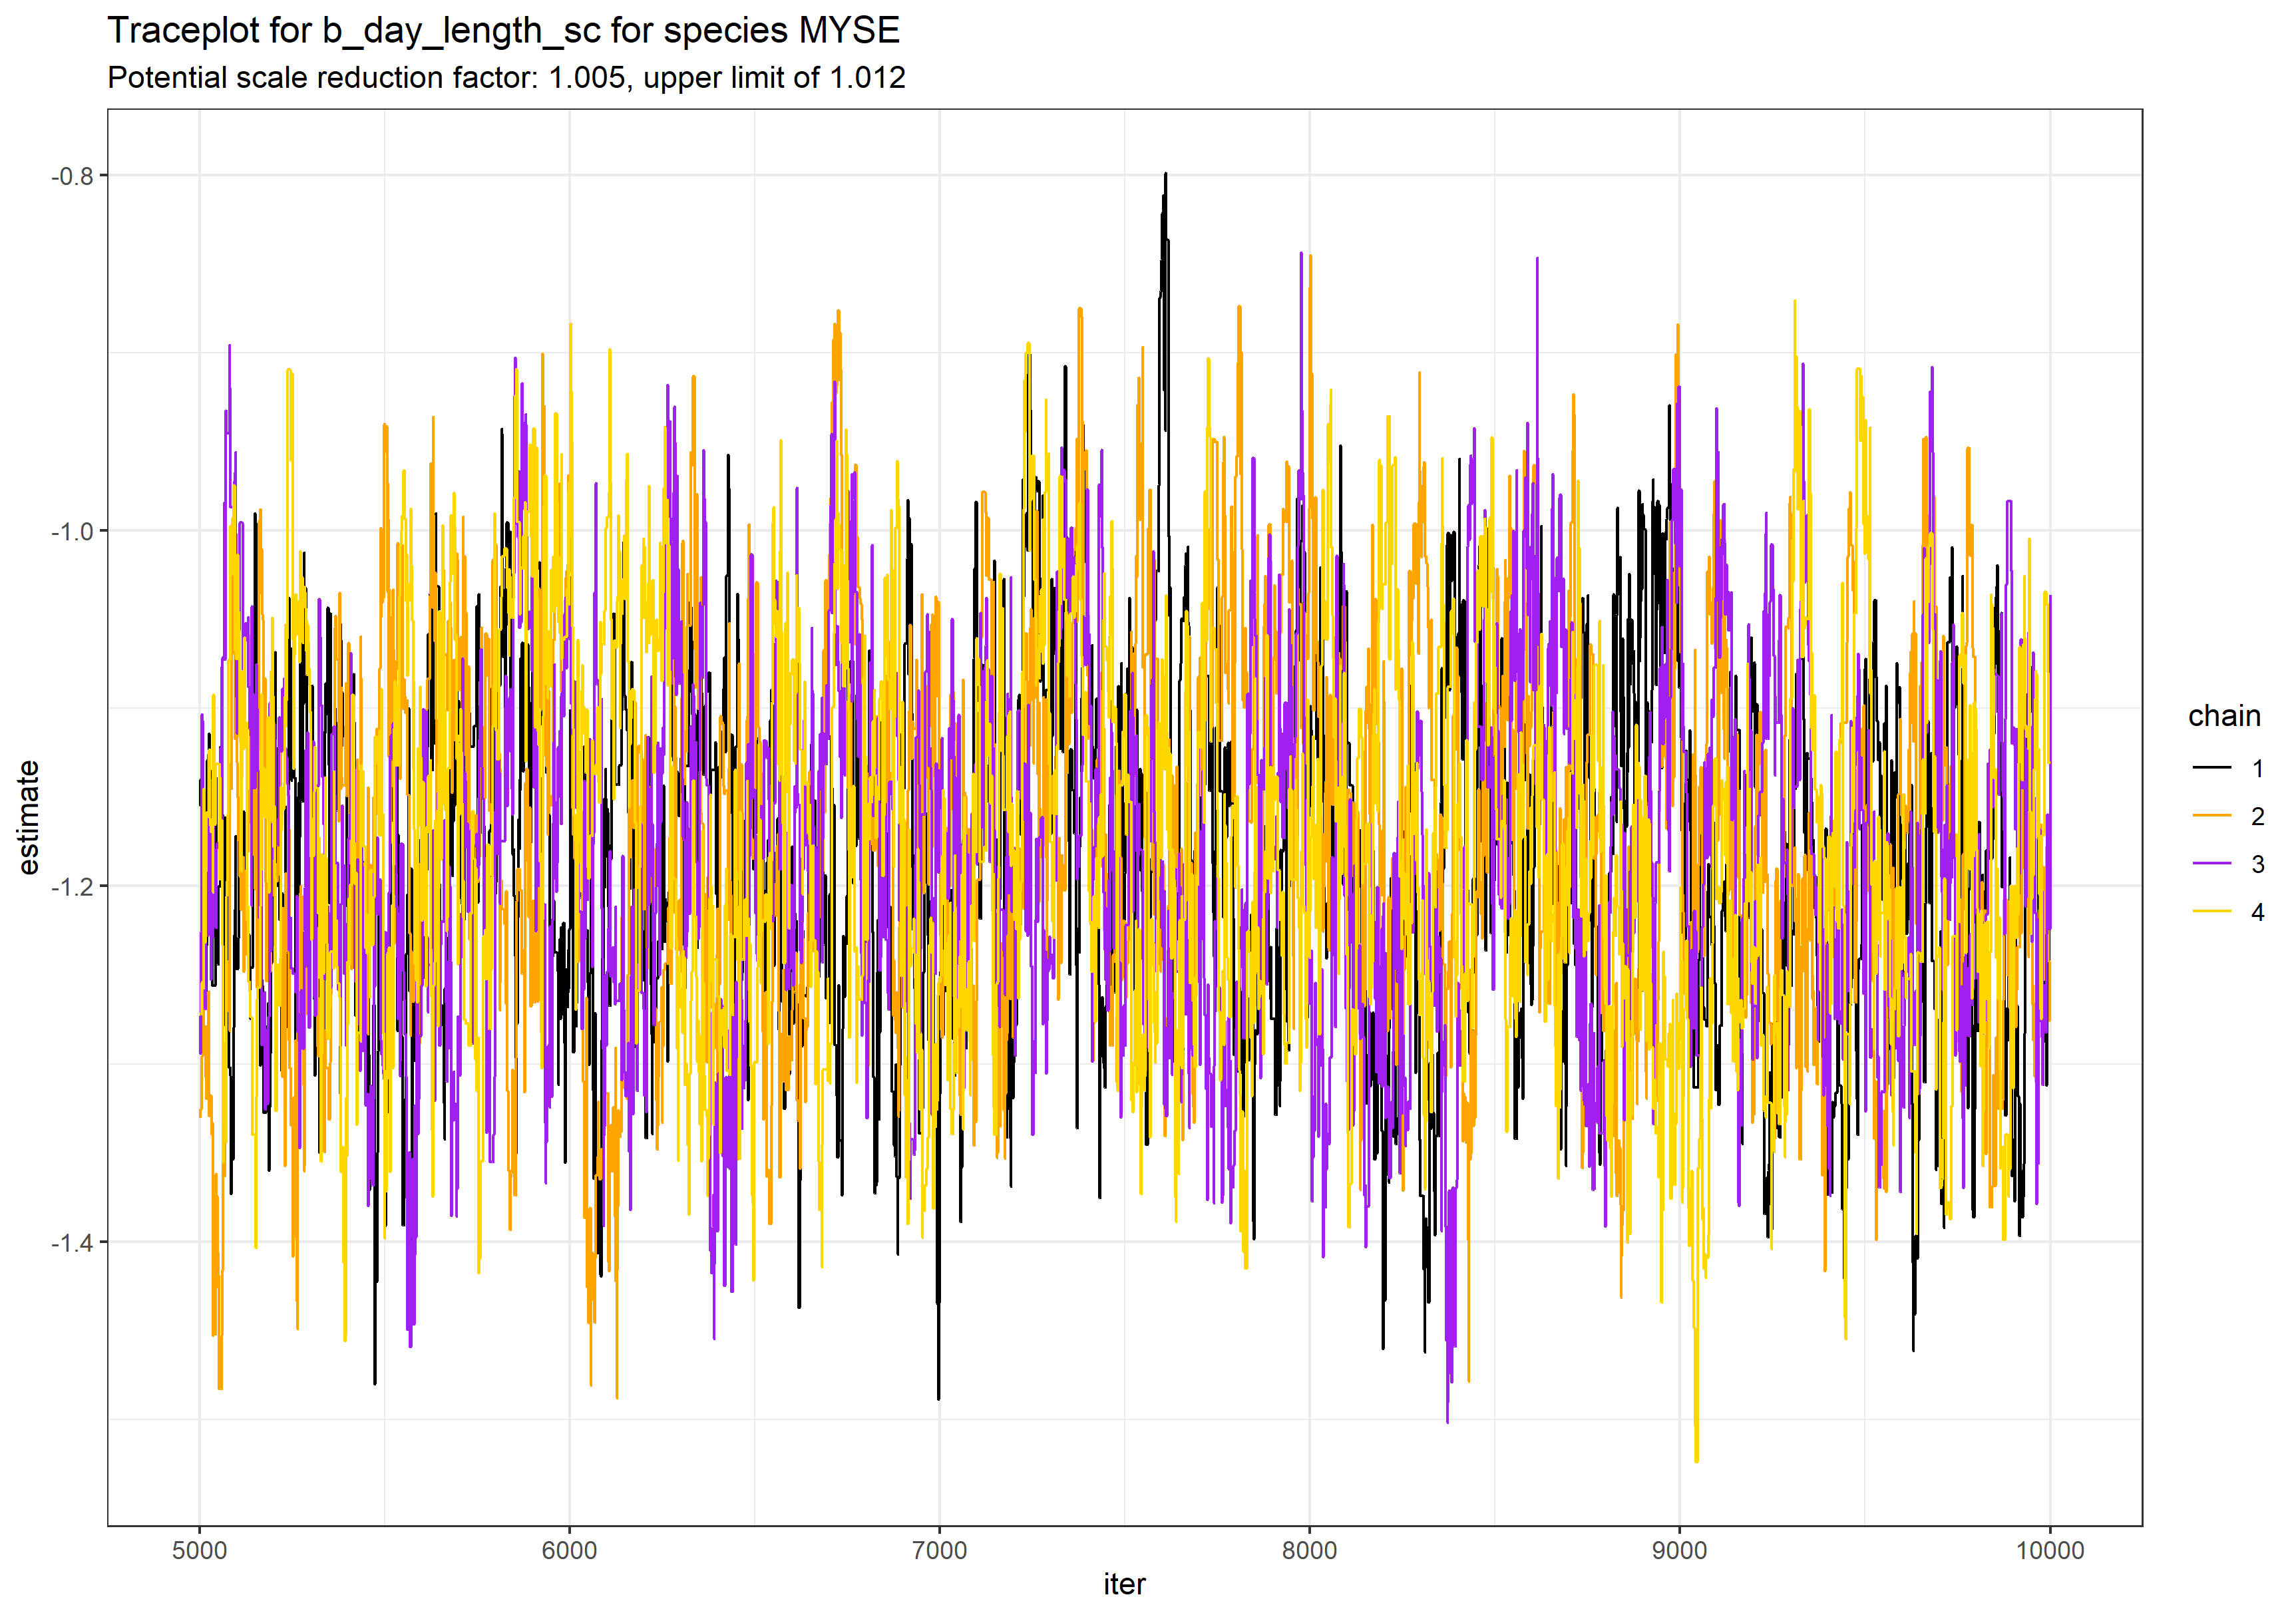 Traceplot for b_day_length_sc for species MYSE
Potential scale reduction factor: 1.005, upper limit of 1.012
-0.8
-1.0
-1.2
-1.4
estimate
5000 6000 7000 8000 9000 10000
iter
chain
1
2
3
4